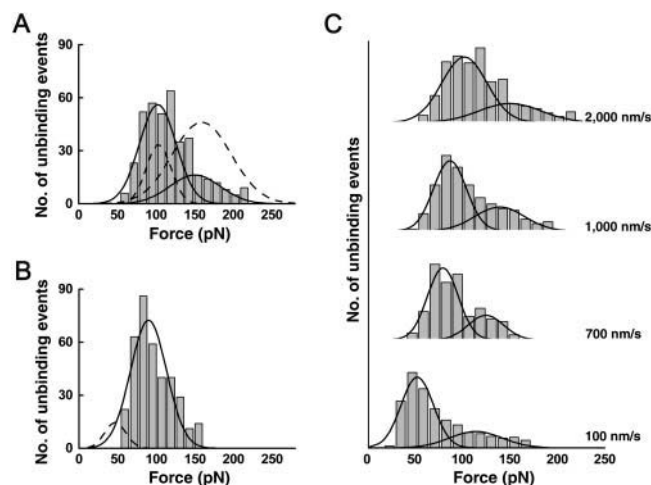 A
No. of unbinding events
90
60
30
0
0 50 100 150 200 250
Force (pN)
B
No. of unbinding events
90
60
30
0
0 50 100 150 200 250
Force (pN)
C
No. of unbinding events
2,000 nm/s
1,000 nm/s
700 nm/s
100 nm/s
0 50 100 150 200 250
Force (pN)